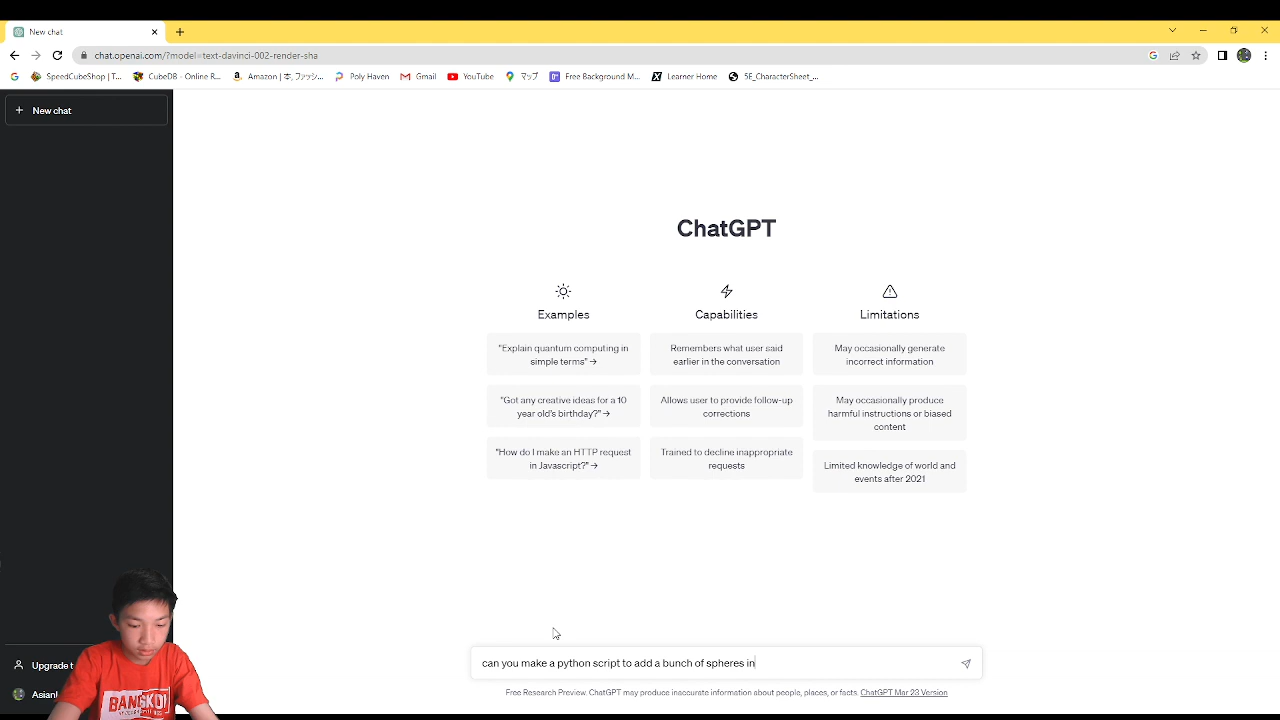 New chat
chat.openai.com/?model=text-davinci-002-render-sha
SpeedCubeShop | T...
CubeDB - Online R...
Amazon | 本, ファッシ...
Poly Haven
Gmail
YouTube
マップ
Free Background M...
Learner Home
5E_CharacterSheet_...
New chat
ChatGPT
Examples
Capabilities
Limitations
"Explain quantum computing in
simple terms" →
Remembers what user said
earlier in the conversation
May occasionally generate
incorrect information
"Got any creative ideas for a 10
year old's birthday?" →
Allows user to provide follow-up
corrections
May occasionally produce
harmful instructions or biased
content
"How do I make an HTTP request
in Javascript?" →
Trained to decline inappropriate
requests
Limited knowledge of world and
events after 2021
can you make a python script to add a bunch of spheres in
Upgrade t
Free Research Preview. ChatGPT may produce inaccurate information about people, places, or facts. ChatGPT Mar 23 Version